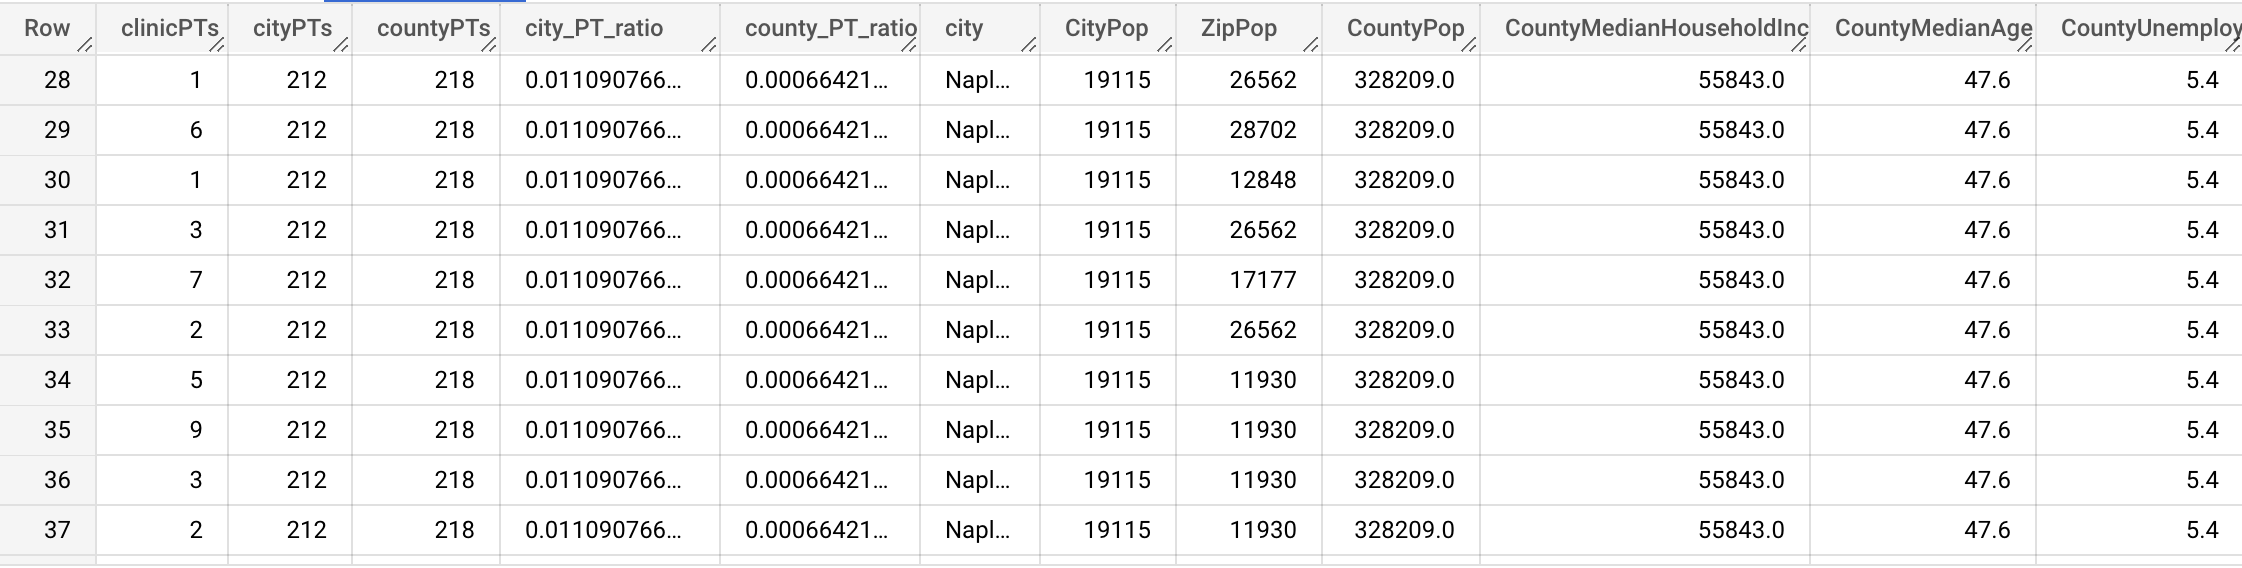 Row clinicPTs cityPTs countyPTs city_PT_ratio county_PT_ratio city CityPop ZipPop CountyPop CountyMedianHouseholdInc CountyMedianAge CountyUnemploy
28 1 212 218 0.011090766... 0.00066421... Napl... 19115 26562 328209.0 55843.0 47.6 5.4
29 6 212 218 0.011090766... 0.00066421... Napl... 19115 28702 328209.0 55843.0 47.6 5.4
30 1 212 218 0.011090766... 0.00066421... Napl... 19115 12848 328209.0 55843.0 47.6 5.4
31 3 212 218 0.011090766... 0.00066421... Napl... 19115 26562 328209.0 55843.0 47.6 5.4
32 7 212 218 0.011090766... 0.00066421... Napl... 19115 17177 328209.0 55843.0 47.6 5.4
33 2 212 218 0.011090766... 0.00066421... Napl... 19115 26562 328209.0 55843.0 47.6 5.4
34 5 212 218 0.011090766... 0.00066421... Napl... 19115 11930 328209.0 55843.0 47.6 5.4
35 9 212 218 0.011090766... 0.00066421... Napl... 19115 11930 328209.0 55843.0 47.6 5.4
36 3 212 218 0.011090766... 0.00066421... Napl... 19115 11930 328209.0 55843.0 47.6 5.4
37 2 212 218 0.011090766... 0.00066421... Napl... 19115 11930 328209.0 55843.0 47.6 5.4